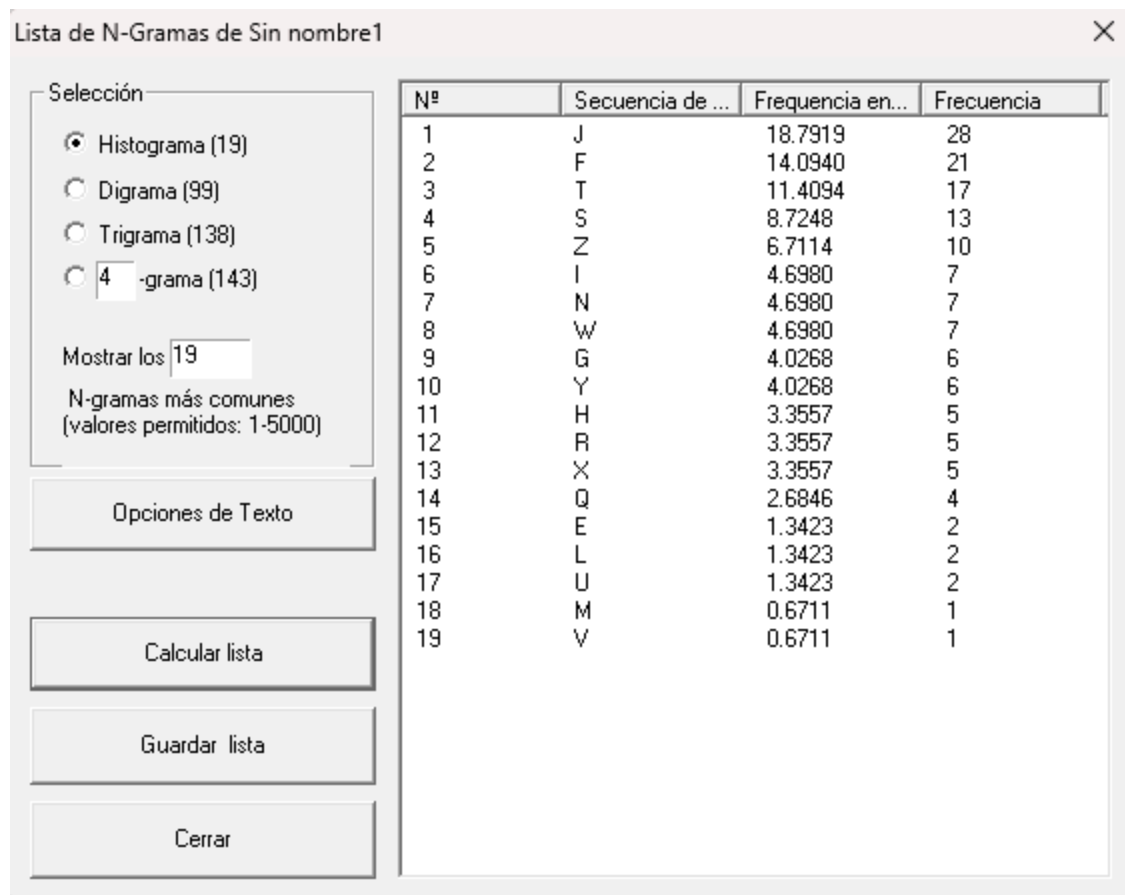 Lista de N-Gramas de Sin nombre1
Selección
Histograma (19)
Digrama (99)
Trigrama (138)
4 -grama (143)
Mostrar los 19
N-gramas más comunes
(valores permitidos: 1-5000)
Opciones de Texto
Calcular lista
Guardar lista
Cerrar
Nº Secuencia de ... Frequencia en... Frecuencia
1 J 18.7919 28
2 F 14.0940 21
3 T 11.4094 17
4 S 8.7248 13
5 Z 6.7114 10
6 I 4.6980 7
7 N 4.6980 7
8 W 4.6980 7
9 G 4.0268 6
10 Y 4.0268 6
11 H 3.3557 5
12 R 3.3557 5
13 X 3.3557 5
14 Q 2.6846 4
15 E 1.3423 2
16 L 1.3423 2
17 U 1.3423 2
18 M 0.6711 1
19 V 0.6711 1